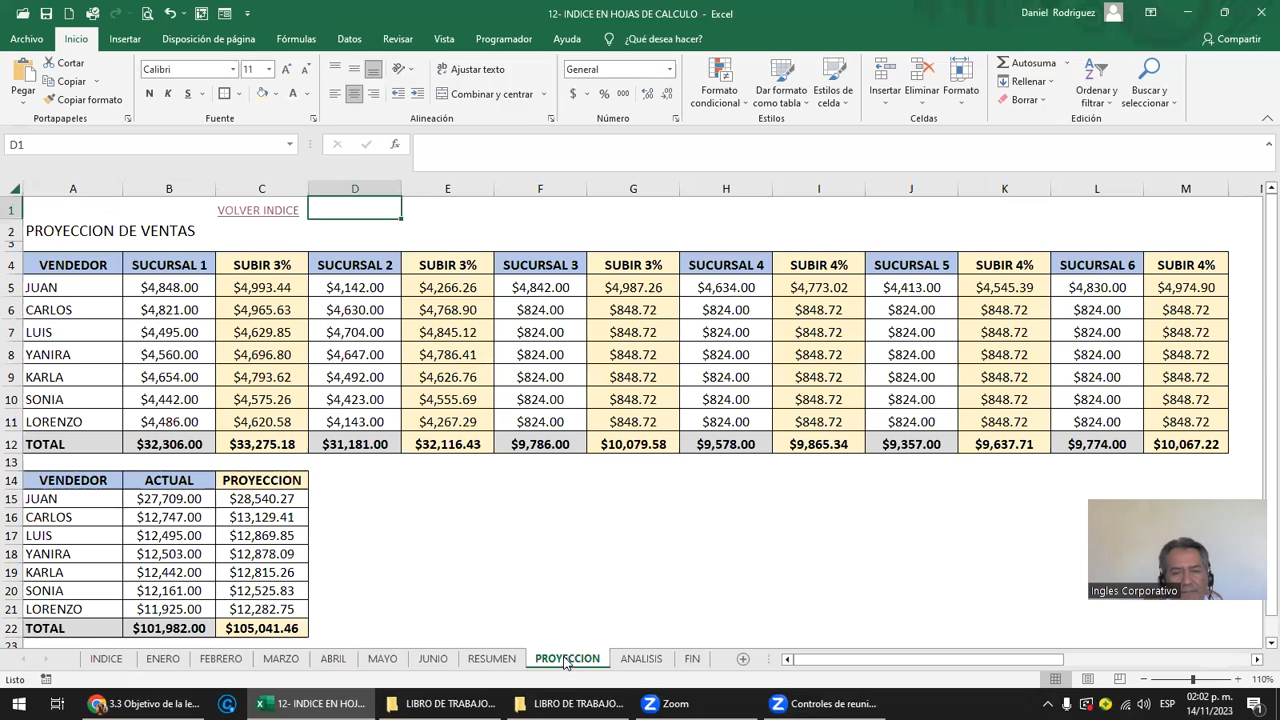 12- INDICE EN HOJAS DE CALCULO - Excel
Daniel Rodriguez
Archivo Inicio Insertar Disposición de página Fórmulas Datos Revisar Vista Programador Ayuda ¿Qué desea hacer? Compartir
Pegar
Cortar
Copiar
Copiar formato
Portapapeles
Calibri 11
N K S
Fuente
Ajustar texto
Combinar y centrar
Alineación
General
$ % 000
Número
Formato condicional
Dar formato como tabla
Estilos de celda
Estilos
Insertar Eliminar Formato
Celdas
Autosuma
Rellenar
Borrar
Ordenar y filtrar
Buscar y seleccionar
Edición
D1 fx
A B C D E F G H I J K L M
1 VOLVER INDICE
2 PROYECCION DE VENTAS
3
4 VENDEDOR SUCURSAL 1 SUBIR 3% SUCURSAL 2 SUBIR 3% SUCURSAL 3 SUBIR 3% SUCURSAL 4 SUBIR 4% SUCURSAL 5 SUBIR 4% SUCURSAL 6 SUBIR 4%
5 JUAN $4,848.00 $4,993.44 $4,142.00 $4,266.26 $4,842.00 $4,987.26 $4,634.00 $4,773.02 $4,413.00 $4,545.39 $4,830.00 $4,974.90
6 CARLOS $4,821.00 $4,965.63 $4,630.00 $4,768.90 $824.00 $848.72 $824.00 $848.72 $824.00 $848.72 $824.00 $848.72
7 LUIS $4,495.00 $4,629.85 $4,704.00 $4,845.12 $824.00 $848.72 $824.00 $848.72 $824.00 $848.72 $824.00 $848.72
8 YANIRA $4,560.00 $4,696.80 $4,647.00 $4,786.41 $824.00 $848.72 $824.00 $848.72 $824.00 $848.72 $824.00 $848.72
9 KARLA $4,654.00 $4,793.62 $4,492.00 $4,626.76 $824.00 $848.72 $824.00 $848.72 $824.00 $848.72 $824.00 $848.72
10 SONIA $4,442.00 $4,575.26 $4,423.00 $4,555.69 $824.00 $848.72 $824.00 $848.72 $824.00 $848.72 $824.00 $848.72
11 LORENZO $4,486.00 $4,620.58 $4,143.00 $4,267.29 $824.00 $848.72 $824.00 $848.72 $824.00 $848.72 $824.00 $848.72
12 TOTAL $32,306.00 $33,275.18 $31,181.00 $32,116.43 $9,786.00 $10,079.58 $9,578.00 $9,865.34 $9,357.00 $9,637.71 $9,774.00 $10,067.22
13
14 VENDEDOR ACTUAL PROYECCION
15 JUAN $27,709.00 $28,540.27
16 CARLOS $12,747.00 $13,129.41
17 LUIS $12,495.00 $12,869.85
18 YANIRA $12,503.00 $12,878.09
19 KARLA $12,442.00 $12,815.26
20 SONIA $12,161.00 $12,525.83
21 LORENZO $11,925.00 $12,282.75
22 TOTAL $101,982.00 $105,041.46
23
Ingles Corporativo
INDICE ENERO FEBRERO MARZO ABRIL MAYO JUNIO RESUMEN PROYECCION ANALISIS FIN
Listo 110%
3.3 Objetivo de la le... 12- INDICE EN HOJ... LIBRO DE TRABAJO... LIBRO DE TRABAJO... Zoom Controles de reuni... ESP 02:02 p. m.
14/11/2023